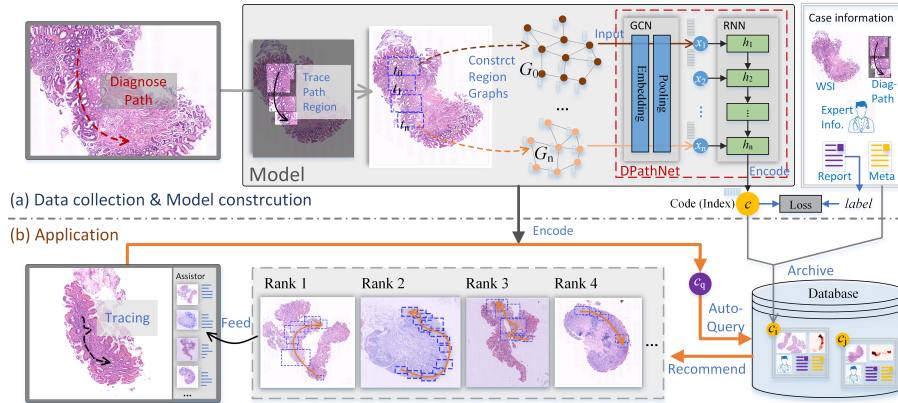 Diagnose
Path
Trace
Path
Region
Model
t₀
t₁
tₙ
Constrct
Region
Graphs
G₀
...
Gₙ
Input
GCN
Embedding
Pooling
DPathNet
x₁
x₂
⋮
xₙ
RNN
h₁
h₂
⋮
hₙ
Encode
Case information
WSI
Diag-
Path
Expert
Info.
Report
Meta
(a) Data collection & Model constrcution
Code (Index)
c
Loss
label
(b) Application
Encode
Archive
Tracing
Assistor
...
Feed
Rank 1
Rank 2
Rank 3
Rank 4
...
c_q
Auto-
Query
Recommend
Database
c_i
c_j